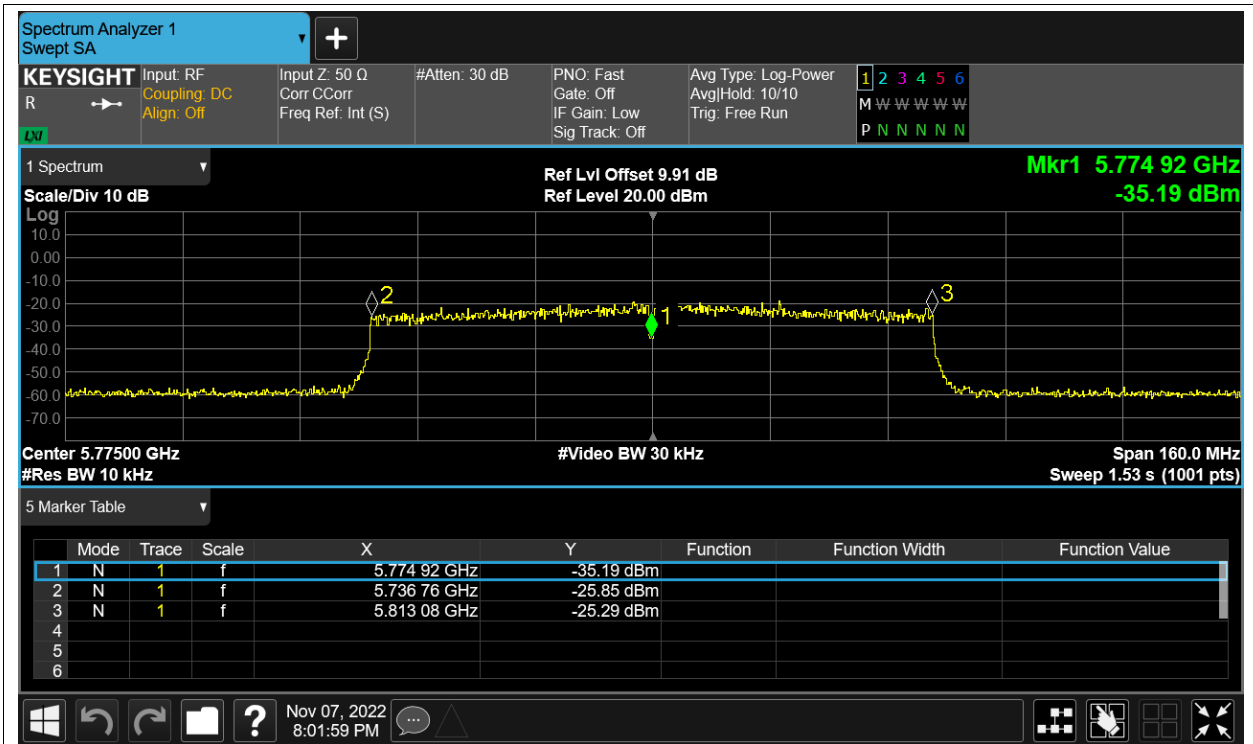 Spectrum Analyzer 1
Swept SA
KEYSIGHT
R
LXI
Input: RF
Coupling: DC
Align: Off
Input Z: 50 Ω
Corr CCorr
Freq Ref: Int (S)
#Atten: 30 dB
PNO: Fast
Gate: Off
IF Gain: Low
Sig Track: Off
Avg Type: Log-Power
Avg|Hold: 10/10
Trig: Free Run
1 2 3 4 5 6
M W W W W W
P N N N N N
1 Spectrum
Scale/Div 10 dB
Ref Lvl Offset 9.91 dB
Ref Level 20.00 dBm
Mkr1 5.774 92 GHz
-35.19 dBm
Log
10.0
0.00
-10.0
-20.0
-30.0
-40.0
-50.0
-60.0
-70.0
2
1
3
Center 5.77500 GHz
#Video BW 30 kHz
Span 160.0 MHz
#Res BW 10 kHz
Sweep 1.53 s (1001 pts)
5 Marker Table
Mode Trace Scale X Y Function Function Width Function Value
1 N 1 f 5.774 92 GHz -35.19 dBm
2 N 1 f 5.736 76 GHz -25.85 dBm
3 N 1 f 5.813 08 GHz -25.29 dBm
4
5
6
?
Nov 07, 2022
8:01:59 PM